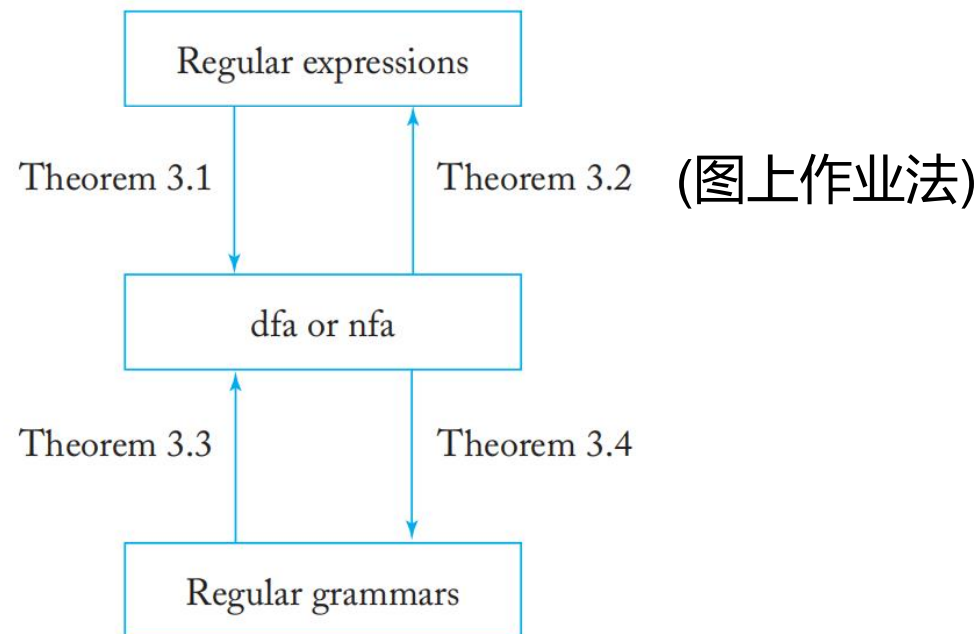 Regular expressions
Theorem 3.1
Theorem 3.2 (图上作业法)
dfa or nfa
Theorem 3.3
Theorem 3.4
Regular grammars